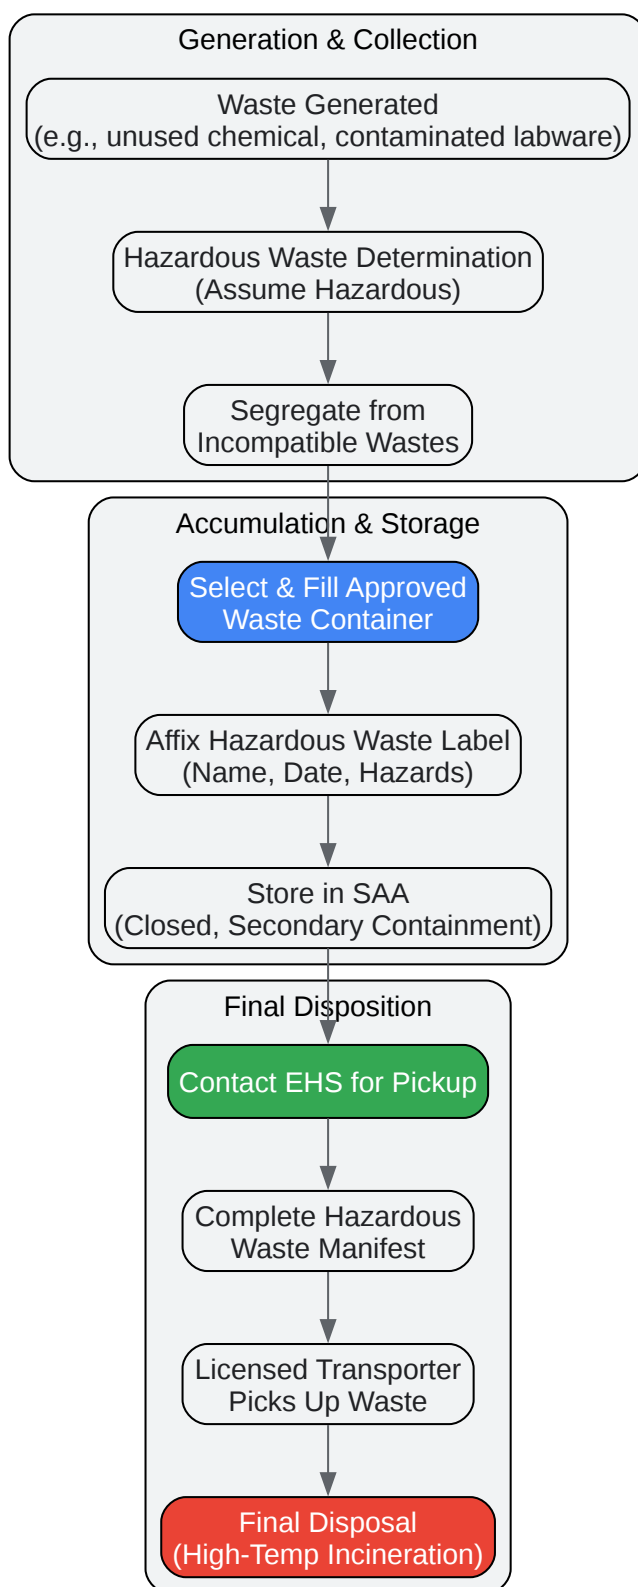 Generation & Collection
Waste Generated
(e.g., unused chemical, contaminated labware)
Hazardous Waste Determination
(Assume Hazardous)
Segregate from
Incompatible Wastes
Accumulation & Storage
Select & Fill Approved
Waste Container
Affix Hazardous Waste Label
(Name, Date, Hazards)
Store in SAA
(Closed, Secondary Containment)
Final Disposition
Contact EHS for Pickup
Complete Hazardous
Waste Manifest
Licensed Transporter
Picks Up Waste
Final Disposal
(High-Temp Incineration)